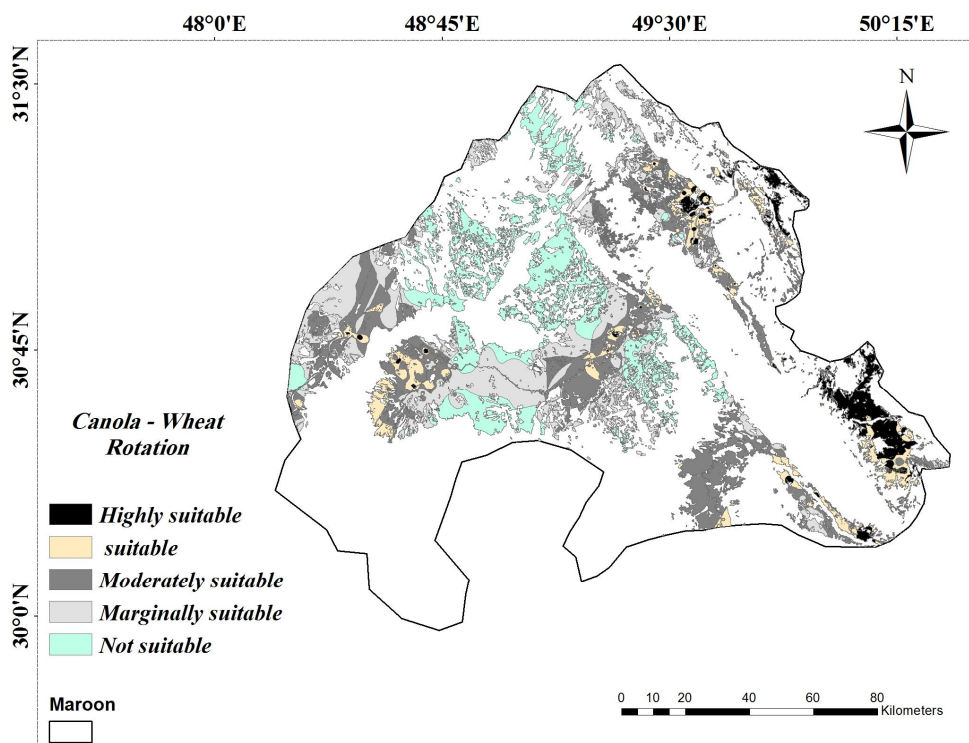 48°0'E 48°45'E 49°30'E 50°15'E
31°30'N
30°45'N
30°0'N
N
Canola - Wheat
Rotation
Highly suitable
suitable
Moderately suitable
Marginally suitable
Not suitable
Maroon
0 10 20 40 60 80
Kilometers